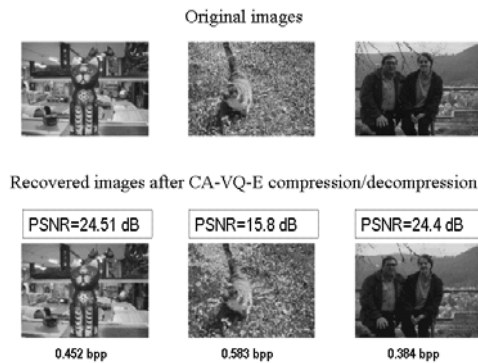 Original images
Recovered images after CA-VQ-E compression/decompression
PSNR=24.51 dB
PSNR=15.8 dB
PSNR=24.4 dB
0.452 bpp
0.583 bpp
0.384 bpp